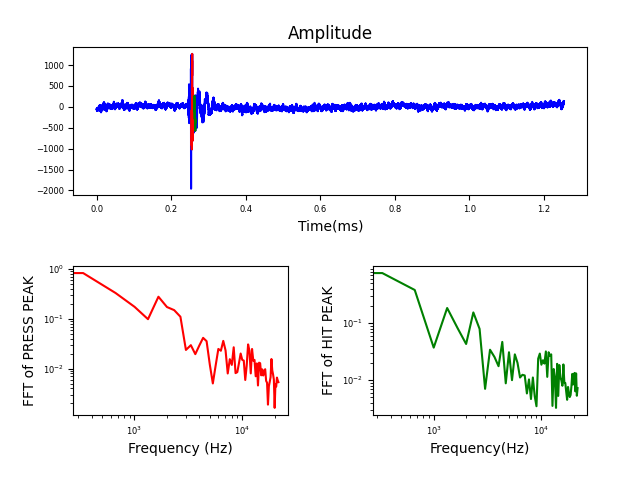 Amplitude
1000
500
0
−500
−1000
−1500
−2000
0.0 0.2 0.4 0.6 0.8 1.0 1.2
Time(ms)
FFT of PRESS PEAK
10⁰
10⁻¹
10⁻²
10³ 10⁴
Frequency (Hz)
FFT of HIT PEAK
10⁻¹
10⁻²
10³ 10⁴
Frequency(Hz)